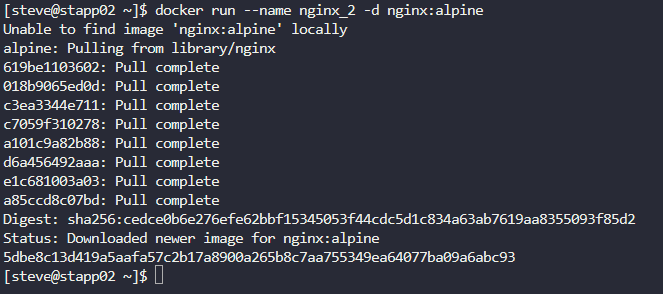 [steve@stapp02 ~]$ docker run --name nginx_2 -d nginx:alpine
Unable to find image 'nginx:alpine' locally
alpine: Pulling from library/nginx
619be1103602: Pull complete
018b9065ed0d: Pull complete
c3ea3344e711: Pull complete
c7059f310278: Pull complete
a101c9a82b88: Pull complete
d6a456492aaa: Pull complete
e1c681003a03: Pull complete
a85ccd8c07bd: Pull complete
Digest: sha256:cedce0b6e276efe62bbf15345053f44cdc5d1c834a63ab7619aa8355093f85d2
Status: Downloaded newer image for nginx:alpine
5dbe8c13d419a5aafa57c2b17a8900a265b8c7aa755349ea64077ba09a6abc93
[steve@stapp02 ~]$